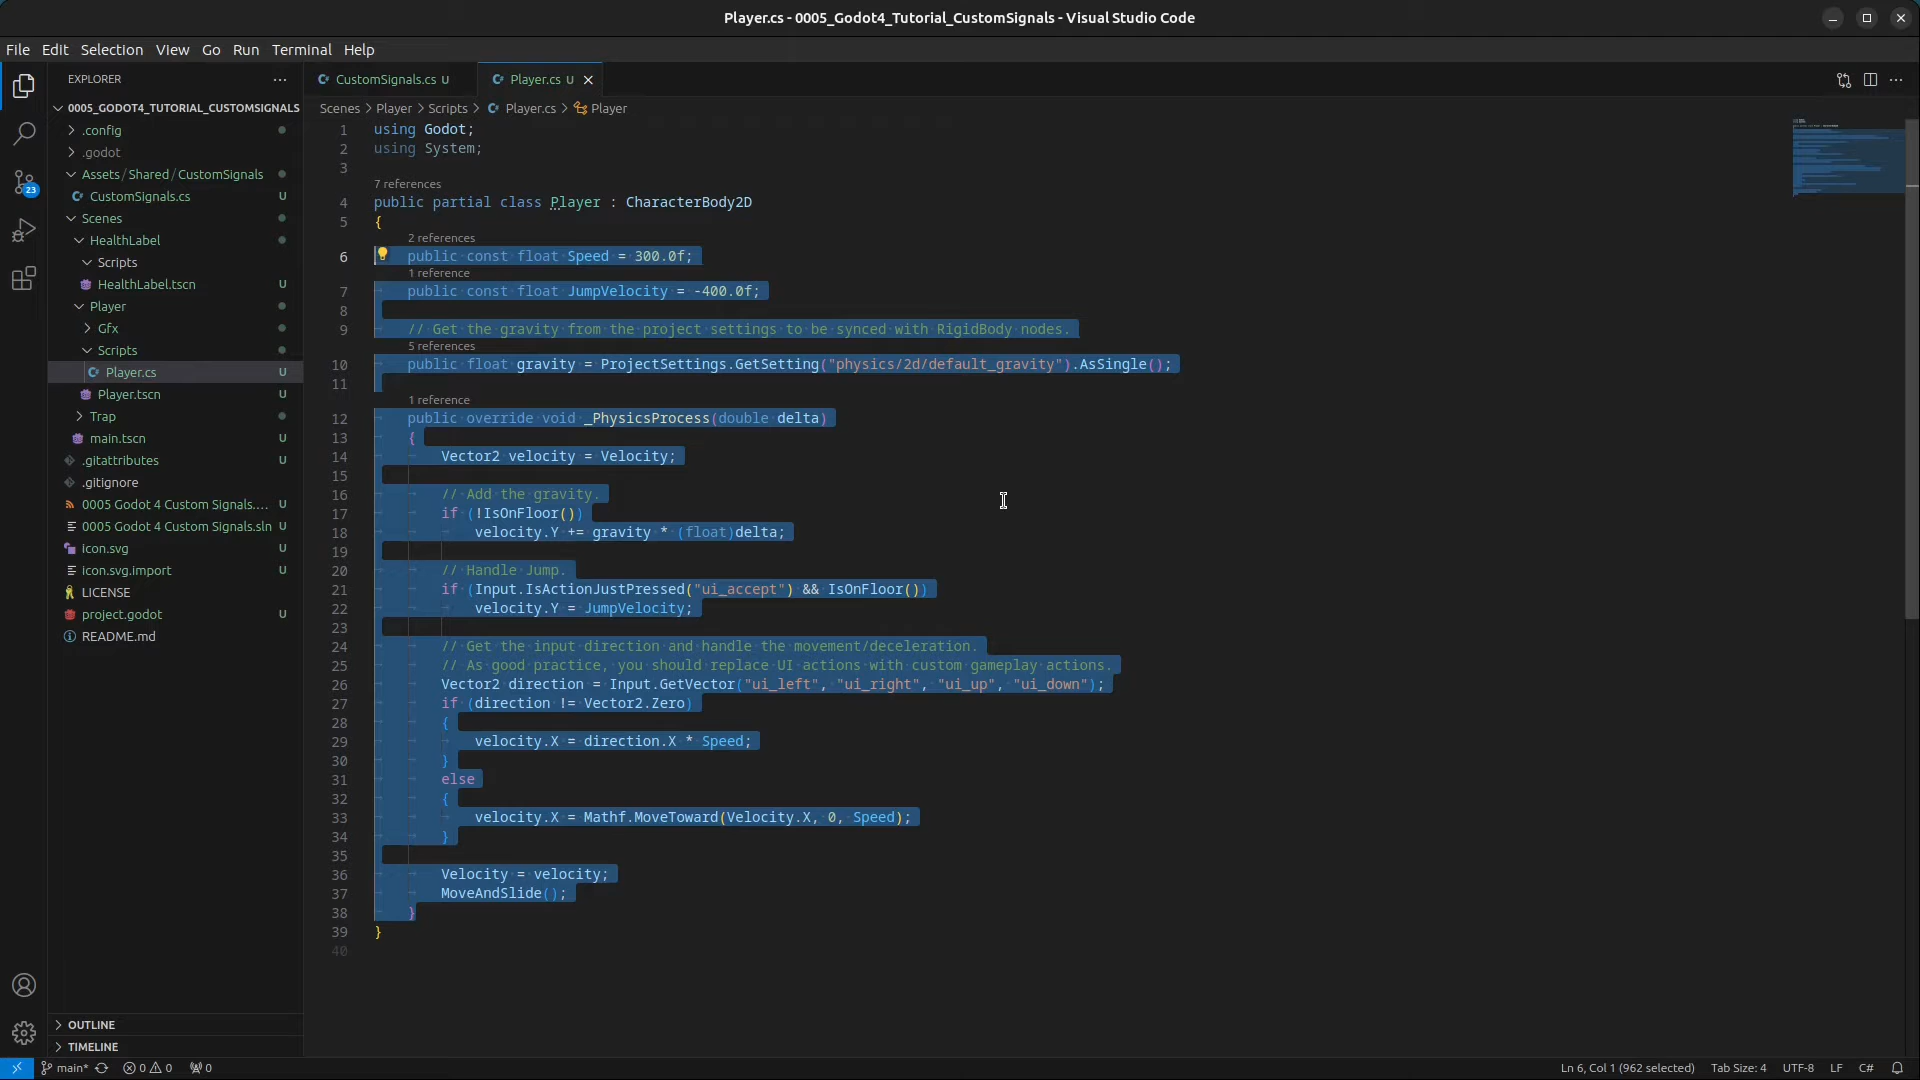 Player.cs - 0005_Godot4_Tutorial_CustomSignals - Visual Studio Code
File Edit Selection View Go Run Terminal Help
EXPLORER
0005_GODOT4_TUTORIAL_CUSTOMSIGNALS
.config
.godot
Assets/Shared/CustomSignals
CustomSignals.cs U
Scenes
HealthLabel
Scripts
HealthLabel.tscn U
Player
Gfx
Scripts
Player.cs U
Player.tscn U
Trap
main.tscn U
.gitattributes U
.gitignore
0005 Godot 4 Custom Signals.... U
0005 Godot 4 Custom Signals.sln U
icon.svg U
icon.svg.import U
LICENSE
project.godot U
README.md
OUTLINE
TIMELINE
23
CustomSignals.cs U Player.cs U
Scenes > Player > Scripts > Player.cs > Player
1 using Godot;
2 using System;
3
7 references
4 public partial class Player : CharacterBody2D
5 {
2 references
6 public const float Speed = 300.0f;
1 reference
7 public const float JumpVelocity = -400.0f;
8
9 // Get the gravity from the project settings to be synced with RigidBody nodes.
5 references
10 public float gravity = ProjectSettings.GetSetting("physics/2d/default_gravity").AsSingle();
11
1 reference
12 public override void _PhysicsProcess(double delta)
13 {
14 Vector2 velocity = Velocity;
15
16 // Add the gravity.
17 if (!IsOnFloor())
18 velocity.Y += gravity * (float)delta;
19
20 // Handle Jump.
21 if (Input.IsActionJustPressed("ui_accept") && IsOnFloor())
22 velocity.Y = JumpVelocity;
23
24 // Get the input direction and handle the movement/deceleration.
25 // As good practice, you should replace UI actions with custom gameplay actions.
26 Vector2 direction = Input.GetVector("ui_left", "ui_right", "ui_up", "ui_down");
27 if (direction != Vector2.Zero)
28 {
29 velocity.X = direction.X * Speed;
30 }
31 else
32 {
33 velocity.X = Mathf.MoveToward(Velocity.X, 0, Speed);
34 }
35
36 Velocity = velocity;
37 MoveAndSlide();
38 }
39 }
40
main* 0 0 0 Ln 6, Col 1 (962 selected) Tab Size: 4 UTF-8 LF C#